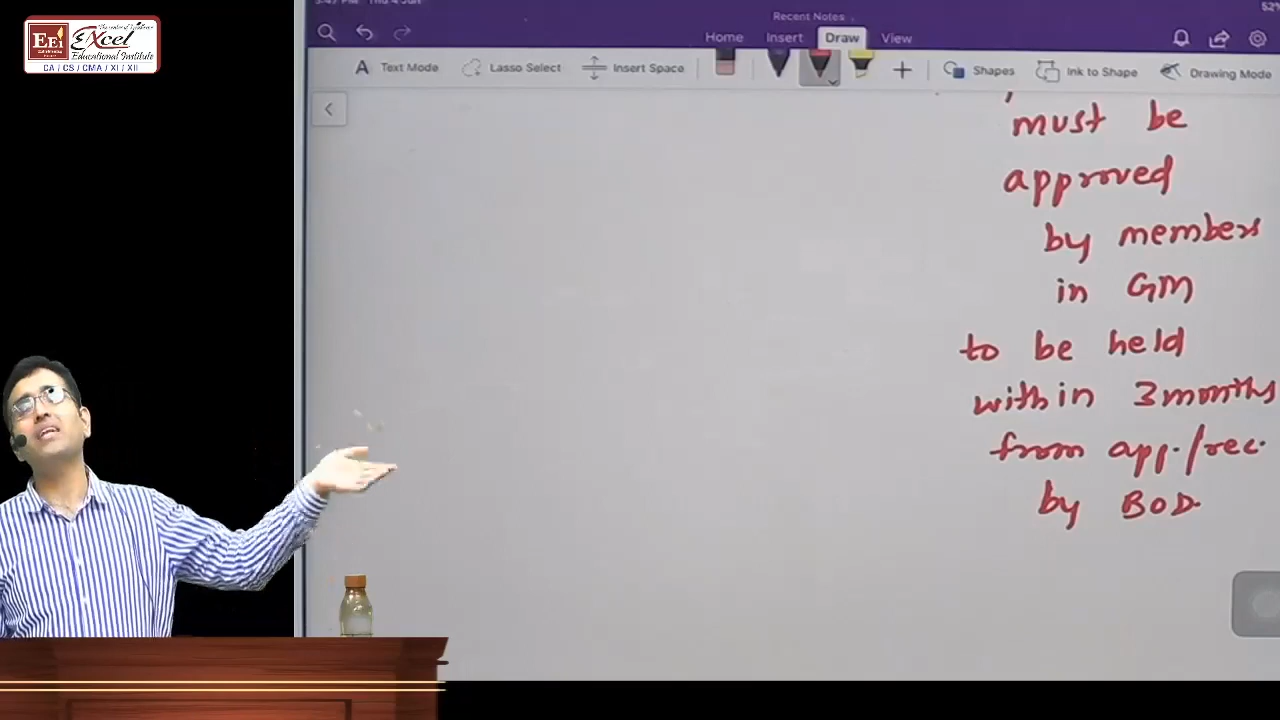 EEi
Excel
Educational Institute
CA / CS / CMA / XI / XII
Recent Notes
52%
Home Insert Draw View
Text Mode Lasso Select Insert Space Shapes Ink to Shape Drawing Mode
must be
approved
by members
in GM
to be held
within 3 months
from app./rec.
by BOD.